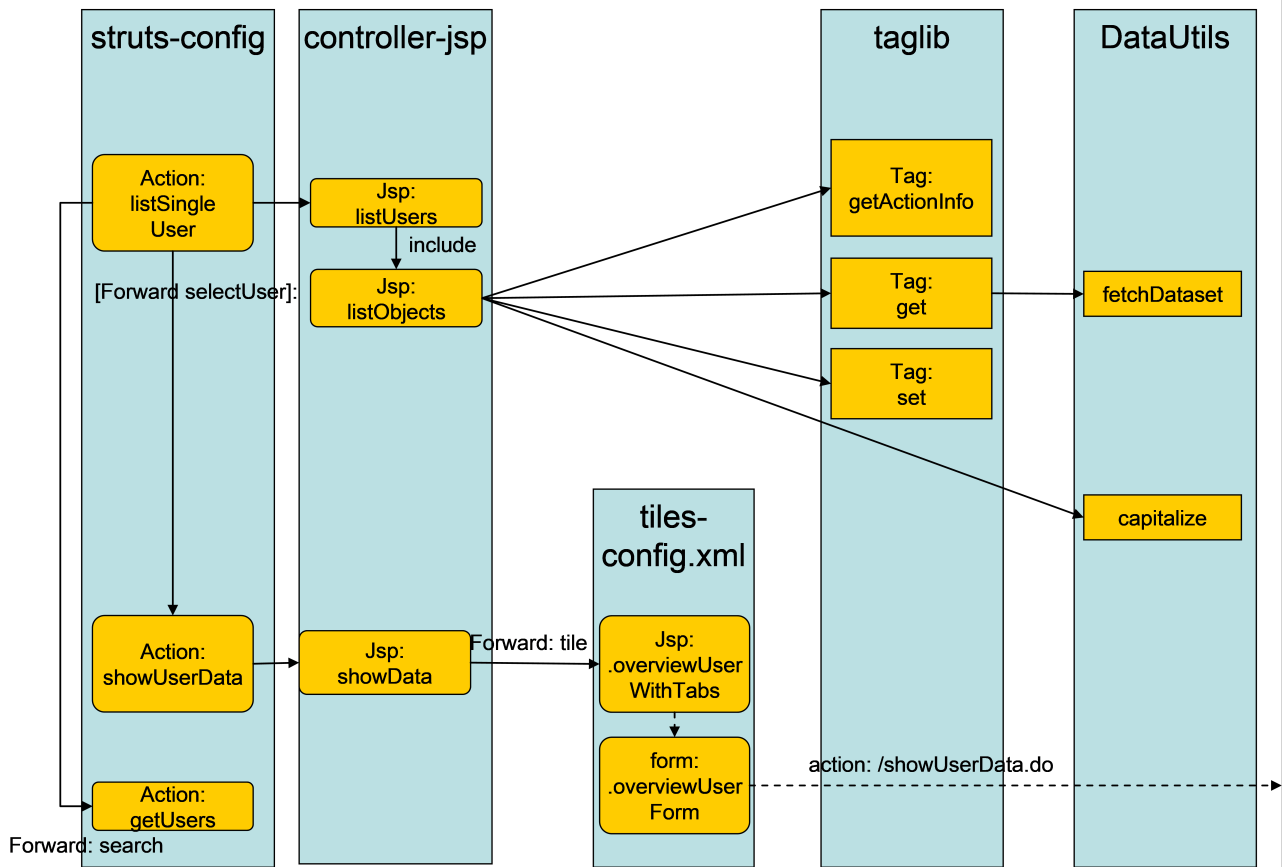 struts-config
controller-jsp
taglib
DataUtils
Action:
listSingle
User
Jsp:
listUsers
include
[Forward selectUser]:
Jsp:
listObjects
Tag:
getActionInfo
Tag:
get
fetchDataset
Tag:
set
capitalize
tiles-
config.xml
Action:
showUserData
Jsp:
showData
Forward: tile
Jsp:
.overviewUser
WithTabs
form:
.overviewUser
Form
action: /showUserData.do
Action:
getUsers
Forward: search